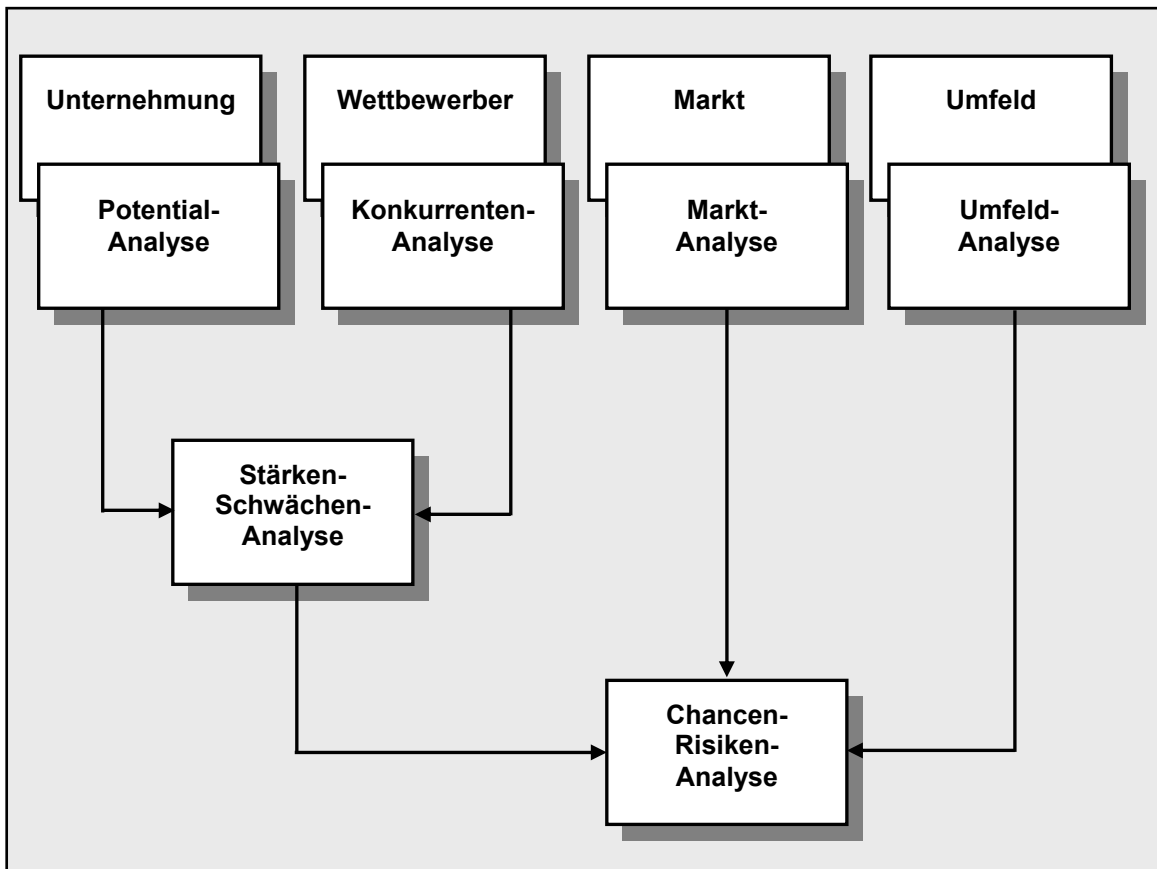 Unternehmung
Wettbewerber
Markt
Umfeld
Potential-
Analyse
Konkurrenten-
Analyse
Markt-
Analyse
Umfeld-
Analyse
Stärken-
Schwächen-
Analyse
Chancen-
Risiken-
Analyse